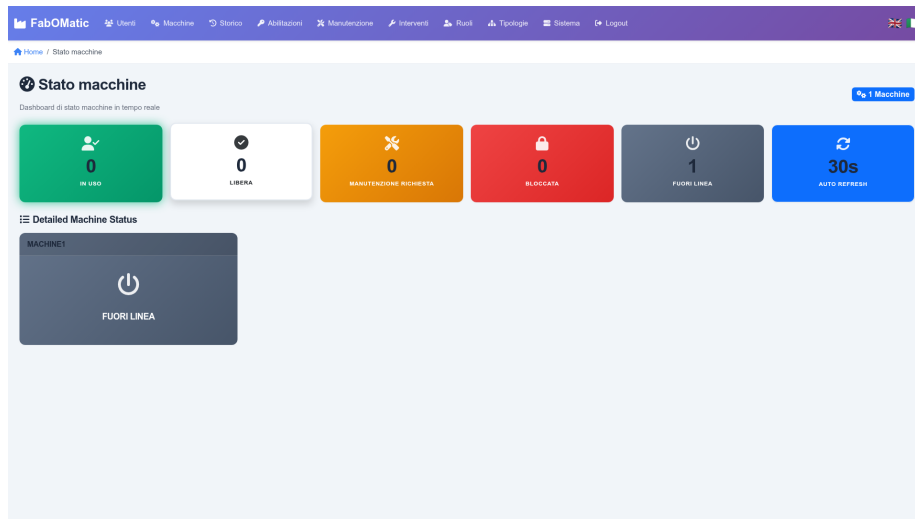 FabOMatic Utenti Macchine Storico Abilitazioni Manutenzione Interventi Ruoli Tipologie Sistema Logout
Home / Stato macchine
Stato macchine
1 Macchine
Dashboard di stato macchine in tempo reale
0
IN USO
0
LIBERA
0
MANUTENZIONE RICHIESTA
0
BLOCCATA
1
FUORI LINEA
30s
AUTO REFRESH
Detailed Machine Status
MACHINE1
FUORI LINEA